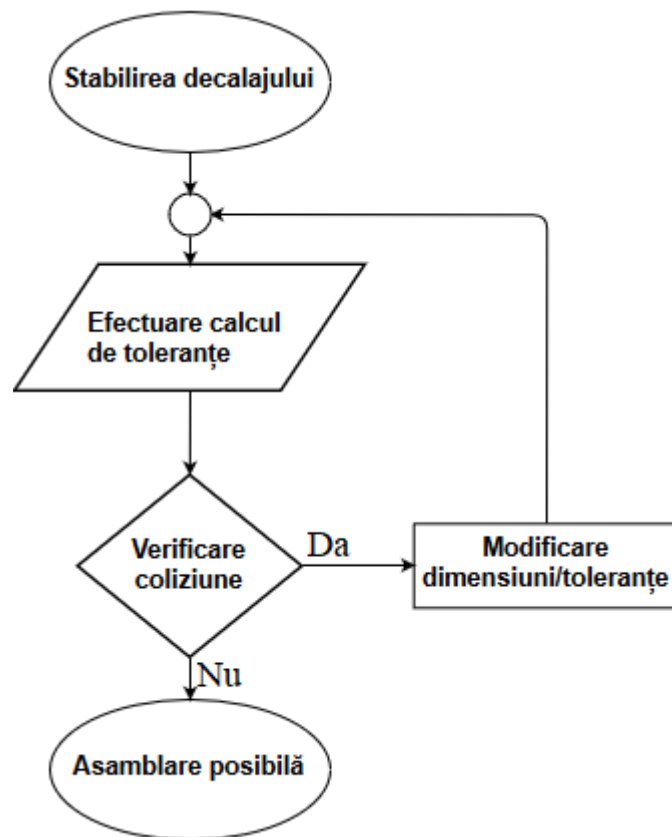 Stabilirea decalajului
Efectuare calcul
de toleranțe
Verificare
coliziune
Da
Modificare
dimensiuni/toleranțe
Nu
Asamblare posibilă